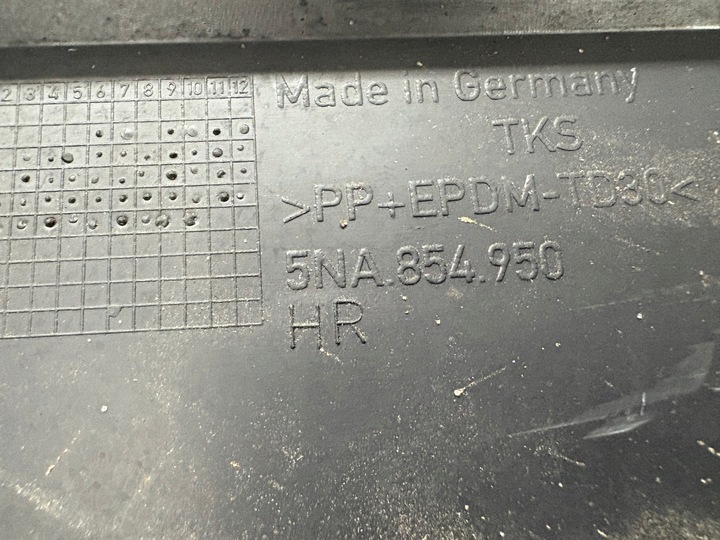 2 3 4 5 6 7 8 9 10 11 12
Made in Germany
TKS
>PP+EPDM-TD30<
5NA.854.950
HR